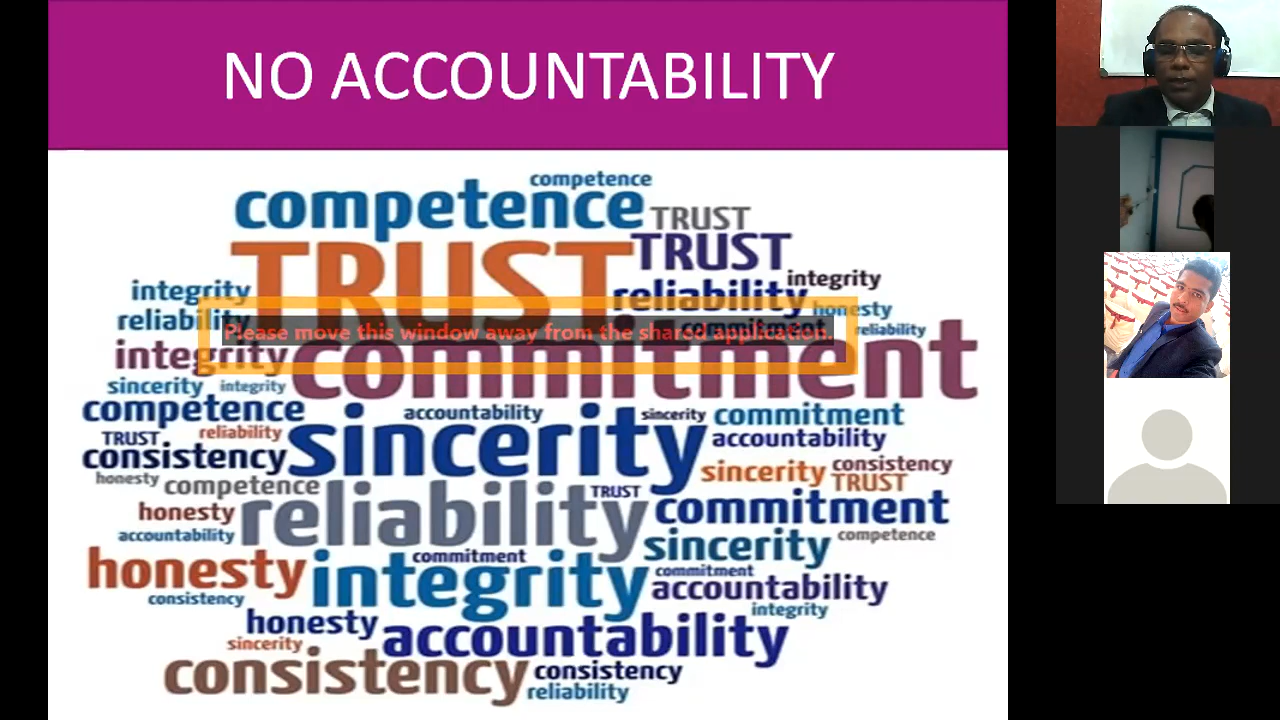 NO ACCOUNTABILITY
competence
competence
TRUST
TRUST
TRUST
integrity
integrity
reliability
honesty
reliability
commitment
reliability
Please move this window away from the shared application.
integrity
commitment
sincerity
integrity
competence
accountability
sincerity
commitment
TRUST
reliability
sincerity
accountability
consistency
sincerity
consistency
honesty
competence
TRUST
TRUST
honesty
reliability
commitment
accountability
sincerity
competence
honesty
commitment
integrity
commitment
accountability
consistency
integrity
honesty
accountability
sincerity
consistency
consistency
reliability